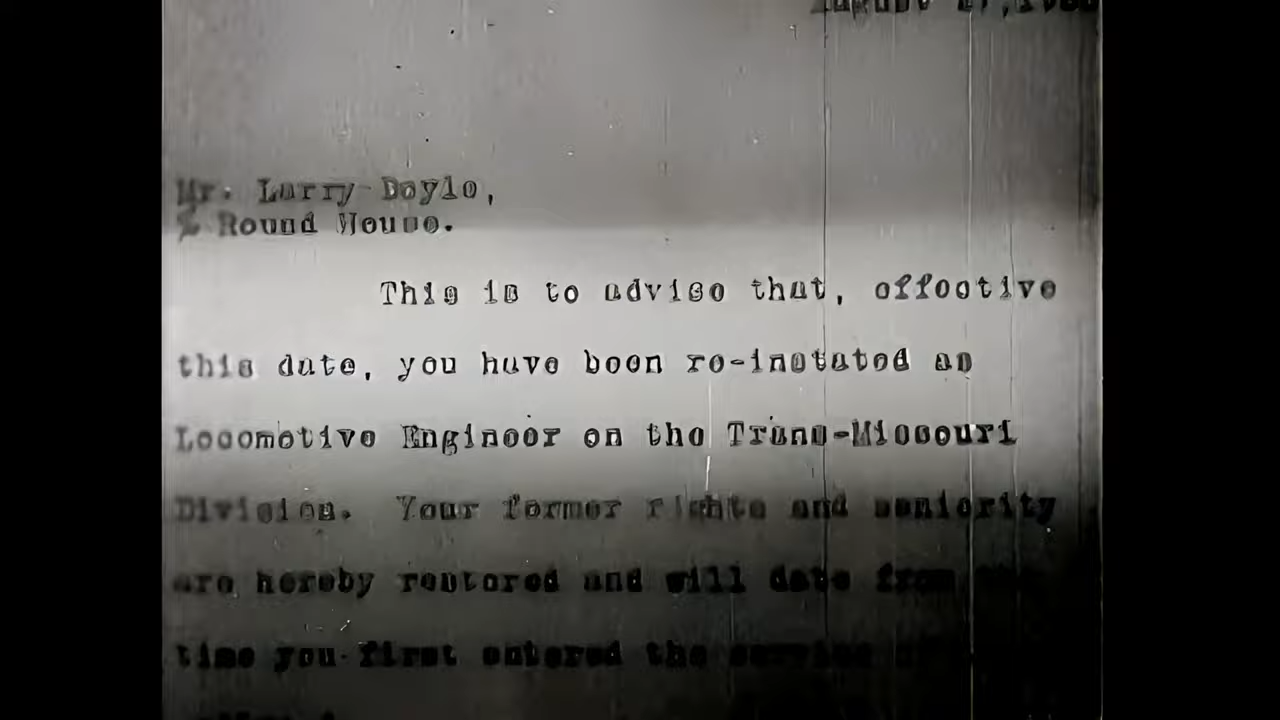 Mr. Larry Doyle,
% Round House.
This is to advise that, effective
this date, you have been re-instated as
Locomotive Engineer on the Trans-Missouri
Division. Your former rights and seniority
are hereby restored and will date from the
time you first entered the service